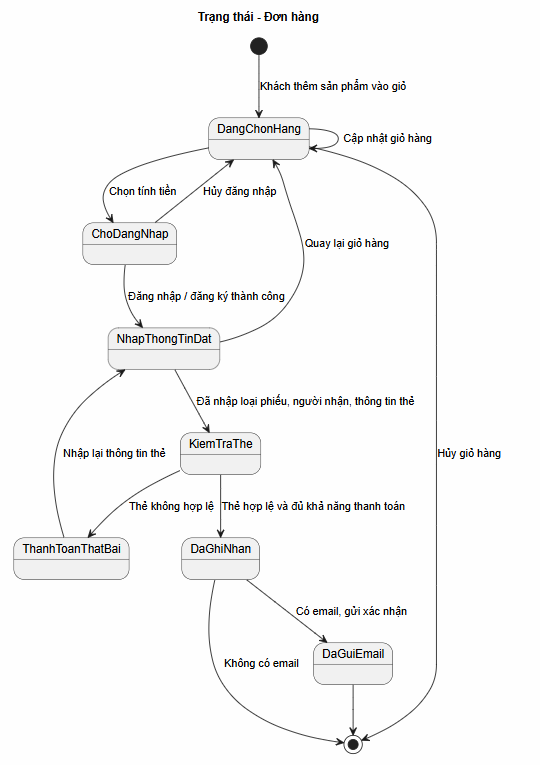 Trạng thái - Đơn hàng
Khách thêm sản phẩm vào giỏ
DangChonHang
Cập nhật giỏ hàng
Chọn tính tiền
Hủy đăng nhập
ChoDangNhap
Quay lại giỏ hàng
Đăng nhập / đăng ký thành công
NhapThongTinDat
Đã nhập loại phiếu, người nhận, thông tin thẻ
KiemTraThe
Nhập lại thông tin thẻ
Hủy giỏ hàng
Thẻ không hợp lệ
Thẻ hợp lệ và đủ khả năng thanh toán
ThanhToanThatBai
DaGhiNhan
Có email, gửi xác nhận
DaGuiEmail
Không có email